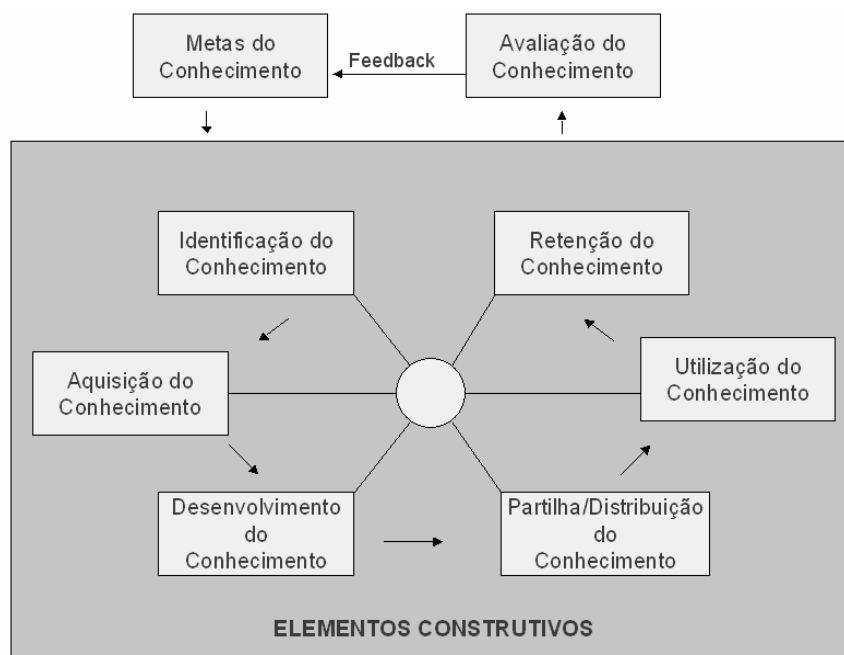 Metas do
Conhecimento
Feedback
Avaliação do
Conhecimento
Identificação do
Conhecimento
Retenção do
Conhecimento
Aquisição do
Conhecimento
Utilização do
Conhecimento
Desenvolvimento
do
Conhecimento
Partilha/Distribuição
do
Conhecimento
ELEMENTOS CONSTRUTIVOS